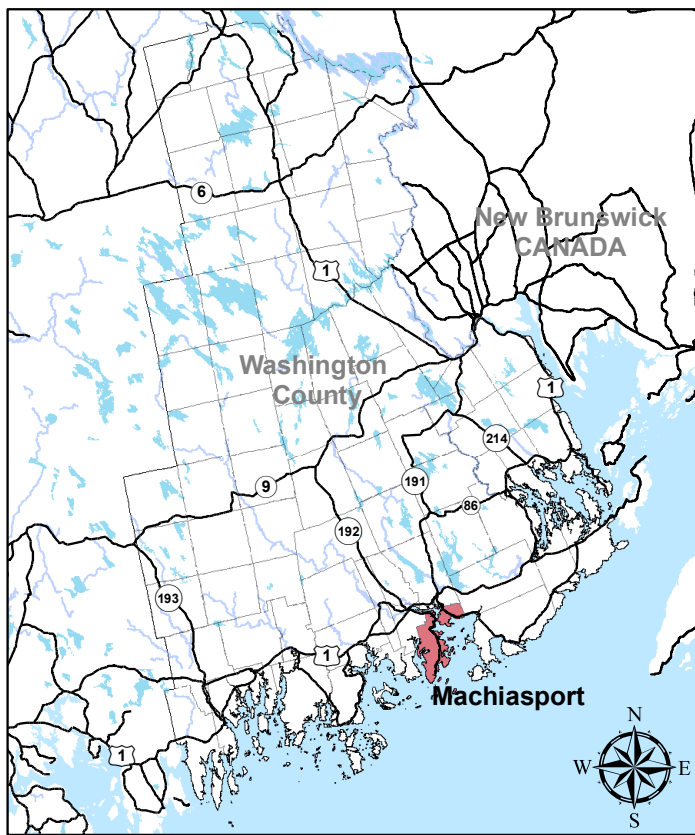 6
New Brunswick
CANADA
1
Washington
County
1
214
191
9
86
192
193
1
Machiasport
N
W
E
S
1